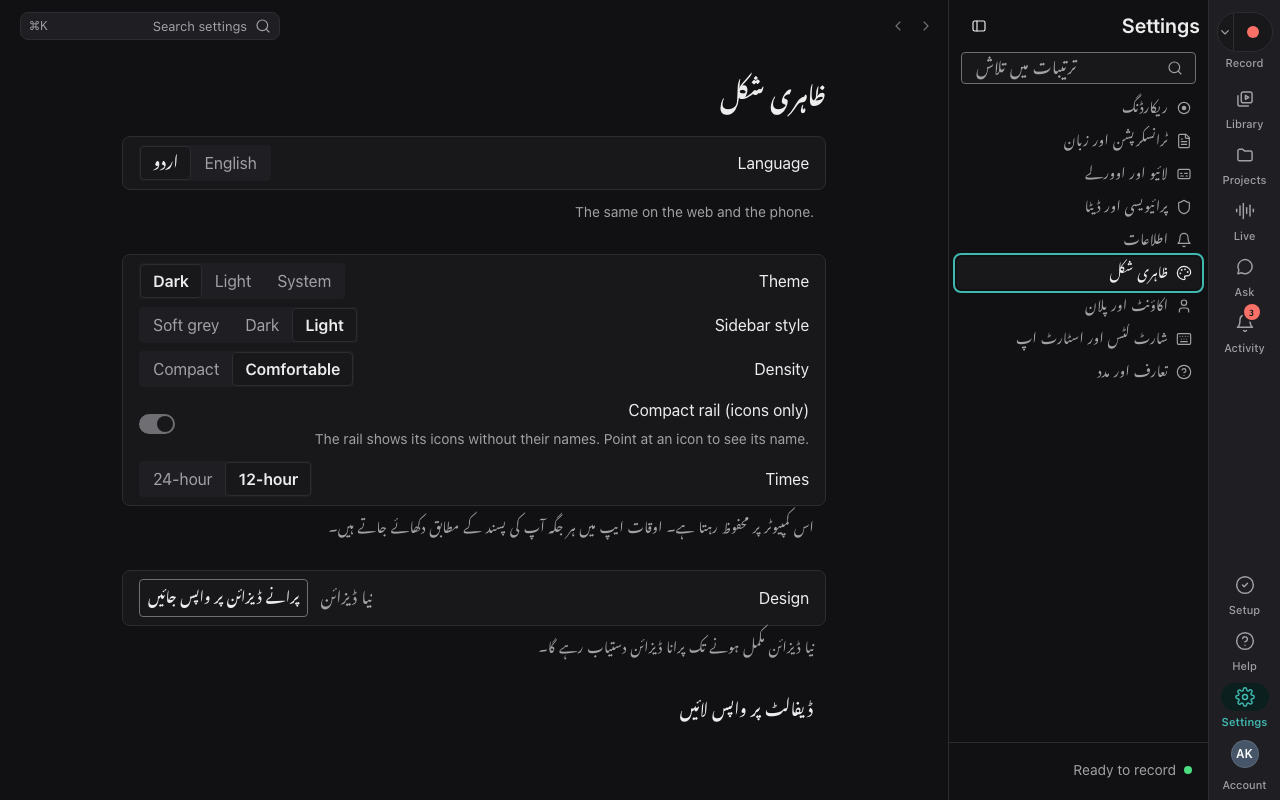 Record
Library
Projects
Live
Ask
3
Activity
Setup
Help
Settings
AK
Account
Settings
ترتیبات میں تلاش
ریکارڈنگ
ٹرانسکرپشن اور زبان
لائیو اور اوورلے
پرائیویسی اور ڈیٹا
اطلاعات
ظاہری شکل
اکاؤنٹ اور پلان
شارٹ کٹس اور اسٹارٹ اپ
تعارف اور مدد
Ready to record
Search settings ⌘K
ظاہری شکل
Language English اردو
The same on the web and the phone.
Theme System Light Dark
Sidebar style Light Dark Soft grey
Density Comfortable Compact
Compact rail (icons only)
The rail shows its icons without their names. Point at an icon to see its name.
Times 12-hour 24-hour
اس کمپیوٹر پر محفوظ رہتا ہے۔ اوقات ایپ میں ہر جگہ آپ کی پسند کے مطابق دکھائے جاتے ہیں۔
Design نیا ڈیزائن پرانے ڈیزائن پر واپس جائیں
نیا ڈیزائن مکمل ہونے تک پرانا ڈیزائن دستیاب رہے گا۔
ڈیفالٹ پر واپس لائیں